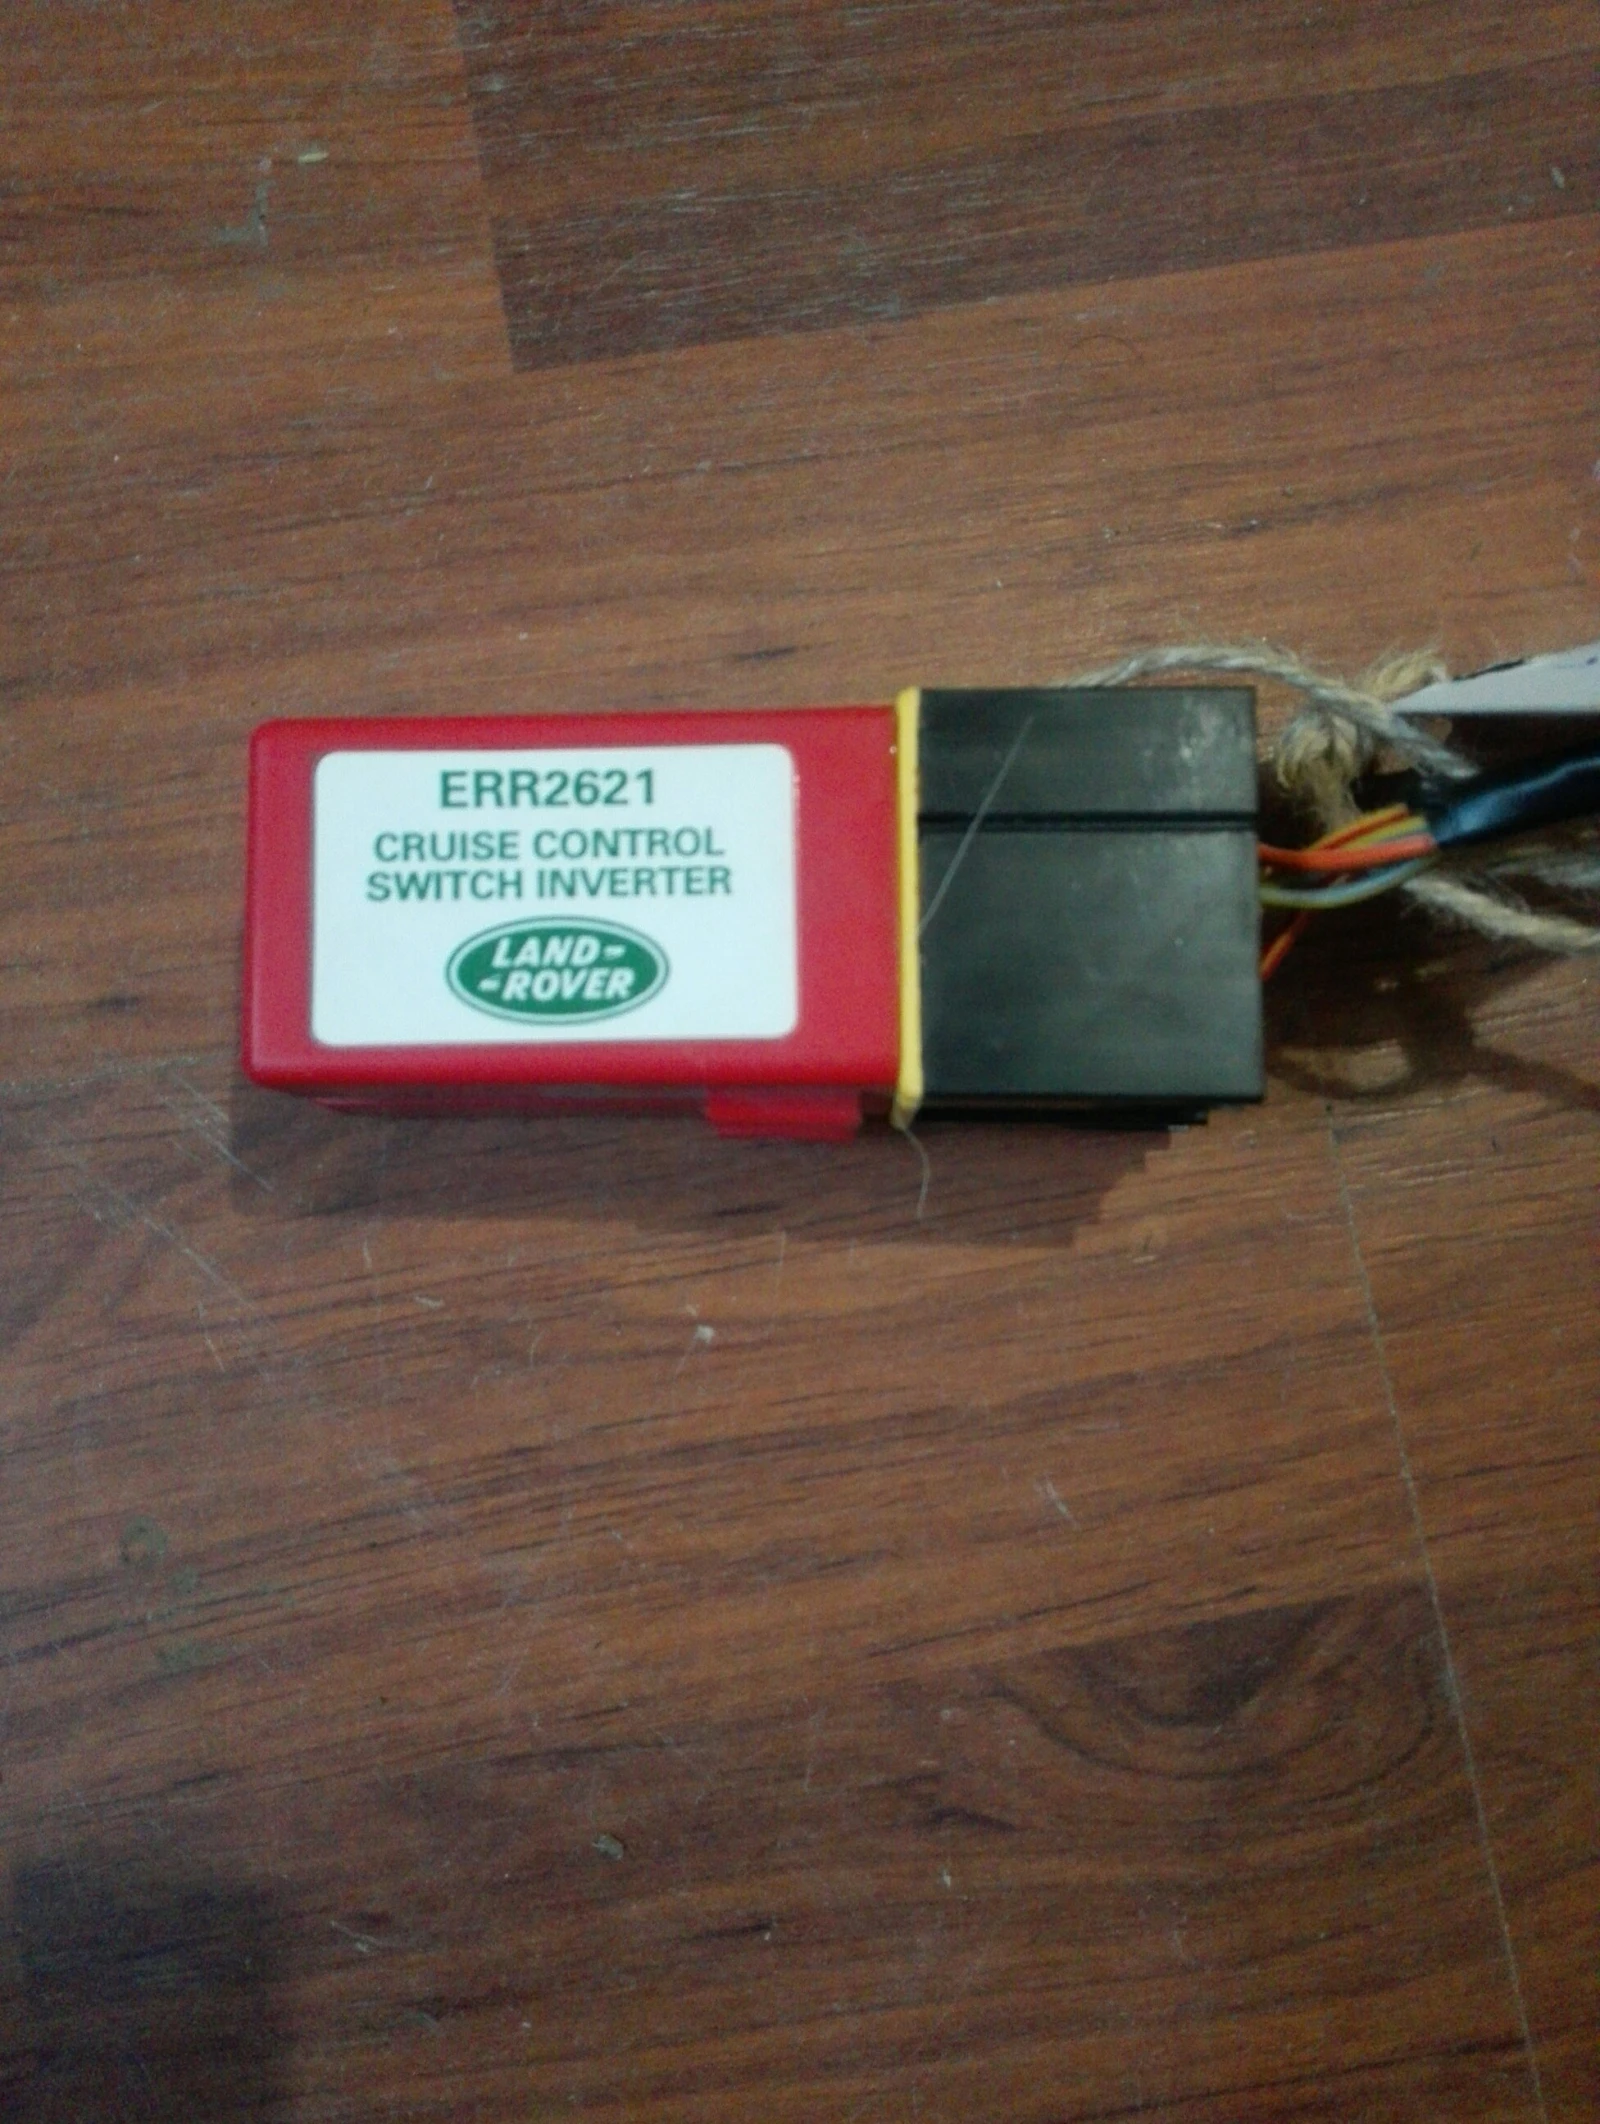 ERR2621
CRUISE CONTROL
SWITCH INVERTER
LAND-
-ROVER